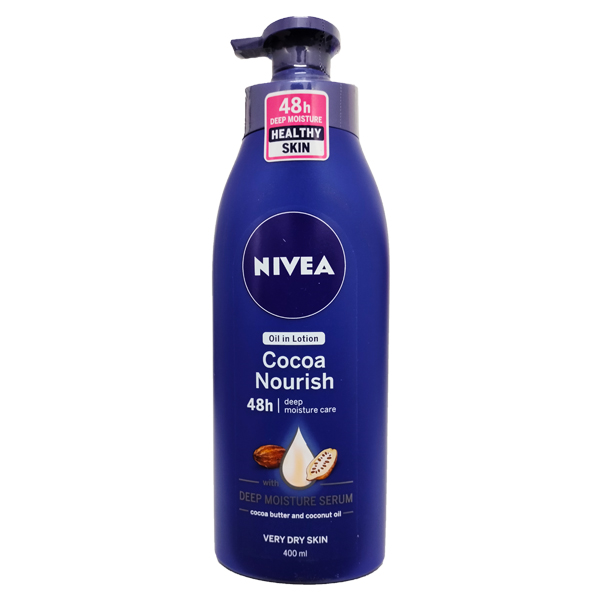 48h
DEEP MOISTURE
HEALTHY
SKIN
NIVEA
Oil in Lotion
Cocoa
Nourish
48h | deep
moisture care
with
DEEP MOISTURE SERUM
cocoa butter and coconut oil
VERY DRY SKIN
400 ml